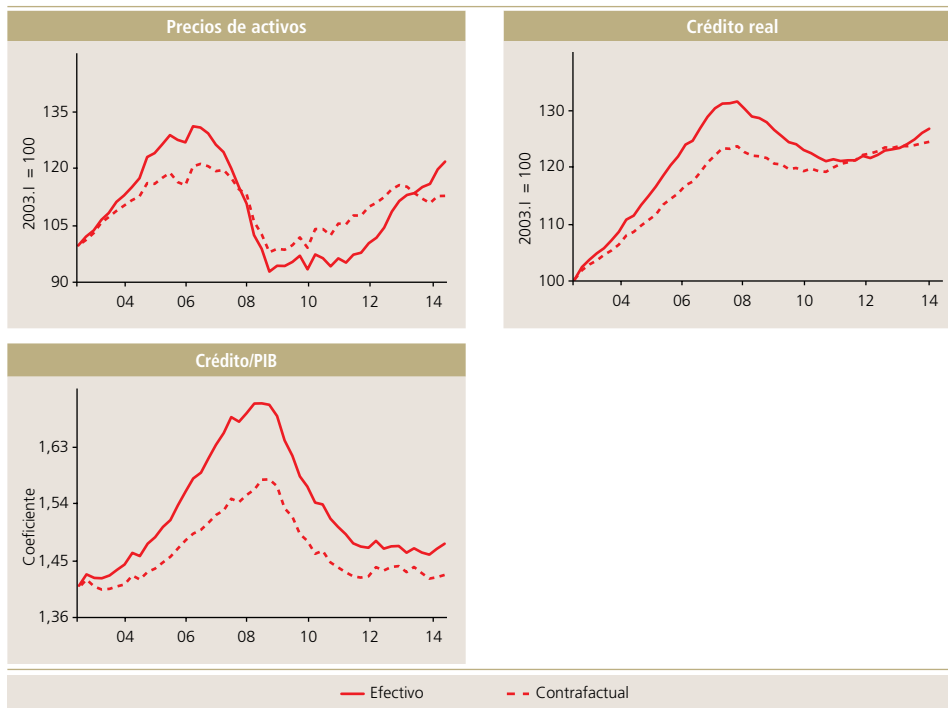 Precios de activos
2003.I = 100
135
120
105
90
04 06 08 10 12 14
Crédito real
2003.I = 100
130
120
110
100
04 06 08 10 12 14
Crédito/PIB
Coeficiente
1,63
1,54
1,45
1,36
04 06 08 10 12 14
Efectivo
Contrafactual